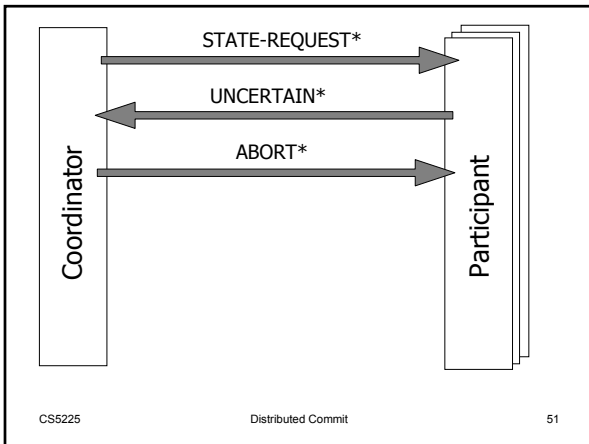 STATE-REQUEST*
UNCERTAIN*
ABORT*
Coordinator
Participant
CS5225 Distributed Commit 51